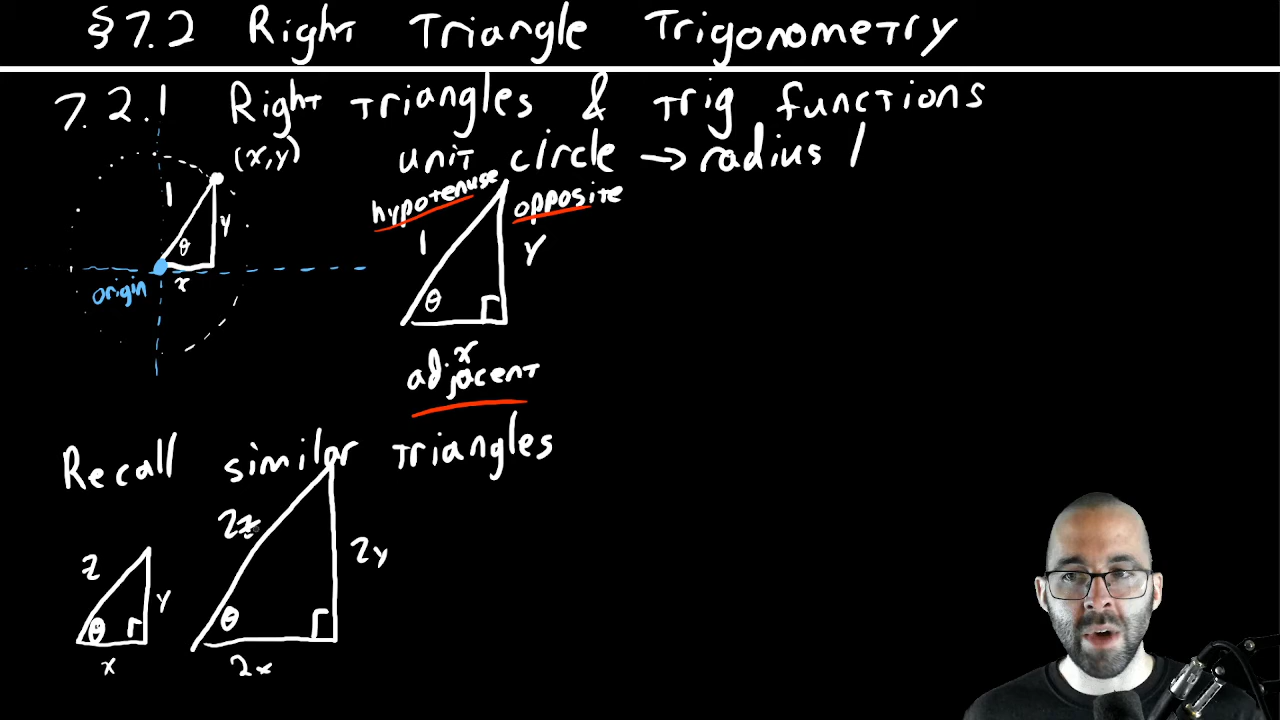 §7.2 Right Triangle Trigonometry
7.2.1 Right triangles & trig functions
(x,y)
unit circle → radius 1
1
y
θ
x
origin
hypotenuse
opposite
1
y
θ
x
adjacent
Recall similar triangles
z
y
θ
x
2z
2y
θ
2x